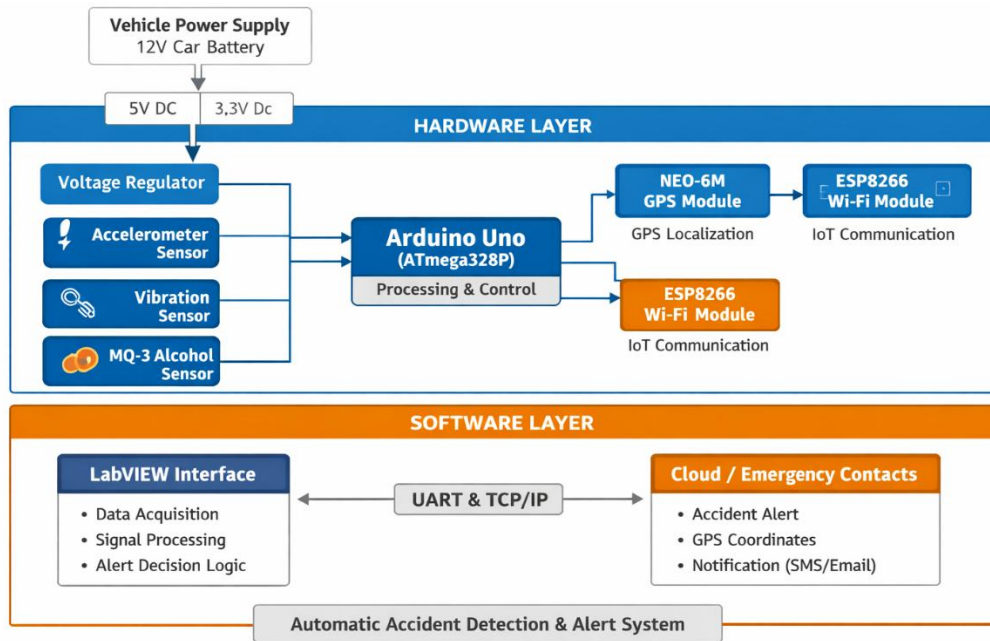 Vehicle Power Supply
12V Car Battery
5V DC
3,3V Dc
HARDWARE LAYER
Voltage Regulator
Accelerometer
Sensor
Vibration
Sensor
MQ-3 Alcohol
Sensor
Arduino Uno
(ATmega328P)
Processing & Control
NEO-6M
GPS Module
GPS Localization
ESP8266
Wi-Fi Module
IoT Communication
ESP8266
Wi-Fi Module
IoT Communication
SOFTWARE LAYER
LabVIEW Interface
• Data Acquisition
• Signal Processing
• Alert Decision Logic
UART & TCP/IP
Cloud / Emergency Contacts
• Accident Alert
• GPS Coordinates
• Notification (SMS/Email)
Automatic Accident Detection & Alert System